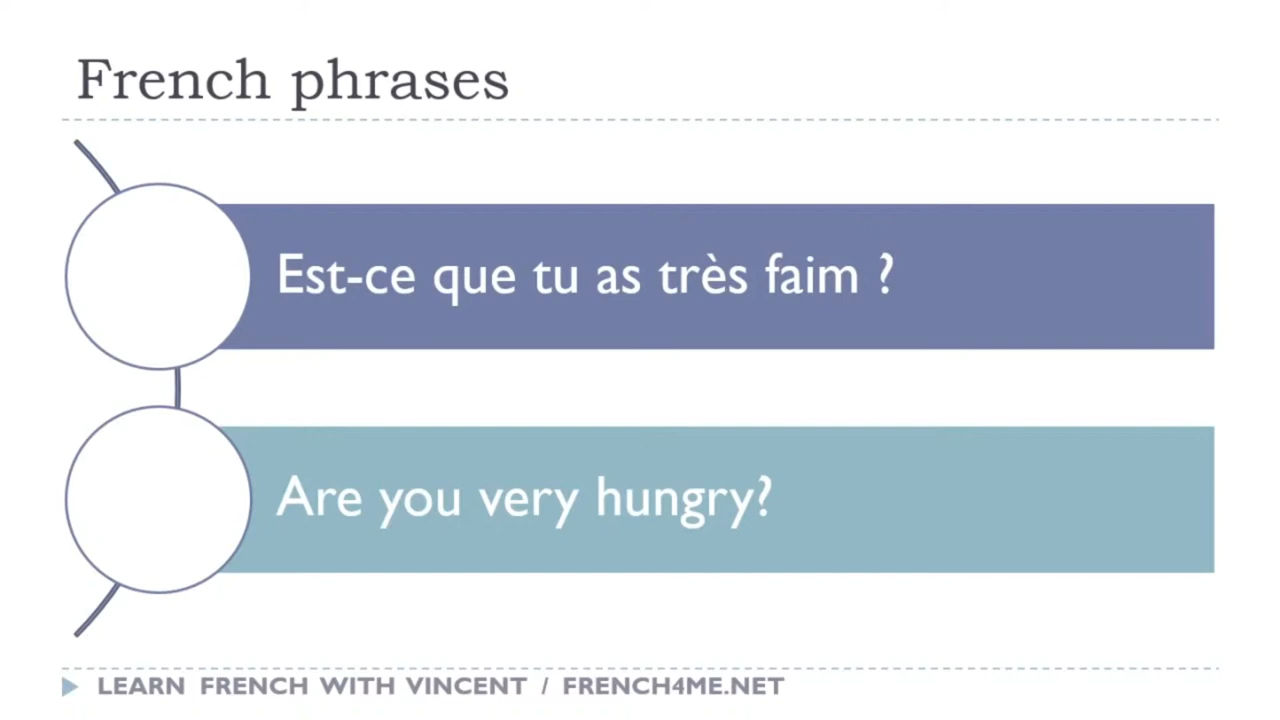 French phrases
Est-ce que tu as très faim ?
Are you very hungry?
LEARN FRENCH WITH VINCENT / FRENCH4ME.NET